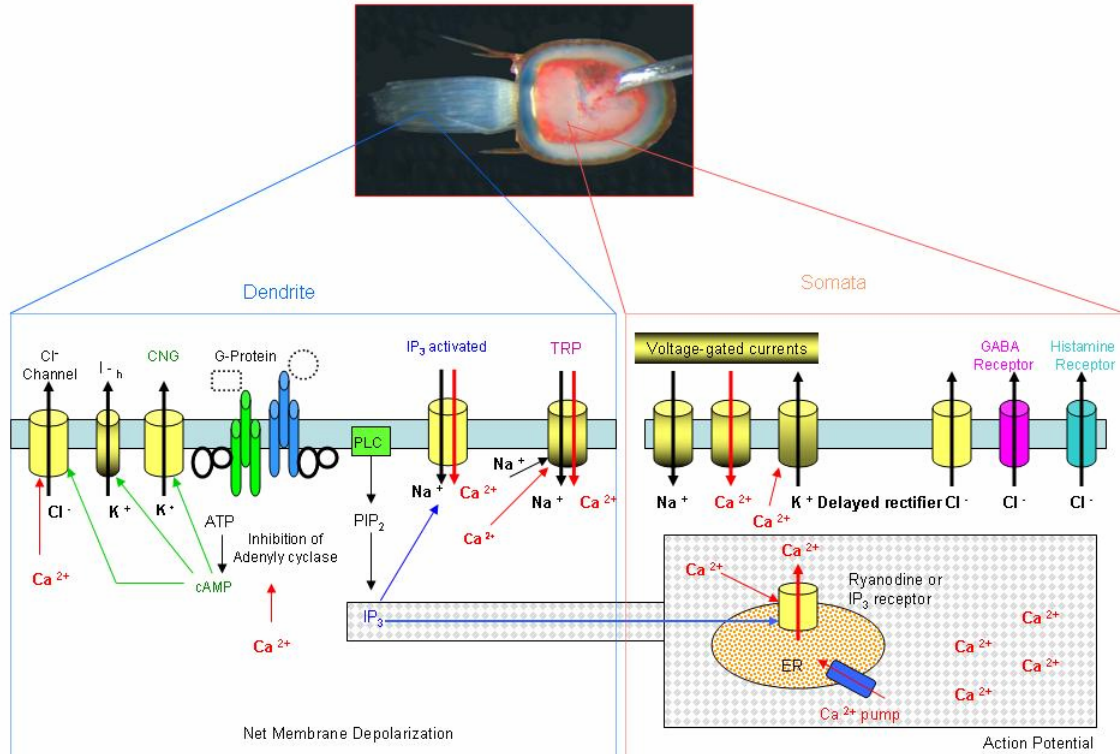 Dendrite
Somata
Cl-
Channel
I -h
CNG
G-Protein
IP3 activated
TRP
PLC
Na +
Ca 2+
Na +
Na +
Ca 2+
Ca 2+
Cl -
K +
K +
Ca 2+
ATP
cAMP
Inhibition of
Adenyly cyclase
Ca 2+
PIP2
IP3
Net Membrane Depolarization
Voltage-gated currents
GABA
Receptor
Histamine
Receptor
Na +
Ca 2+
K + Delayed rectifier Cl -
Cl -
Cl -
Ca 2+
Ca 2+
Ca 2+
Ryanodine or
IP3 receptor
ER
Ca 2+ pump
Ca 2+
Ca 2+
Ca 2+
Ca 2+
Action Potential